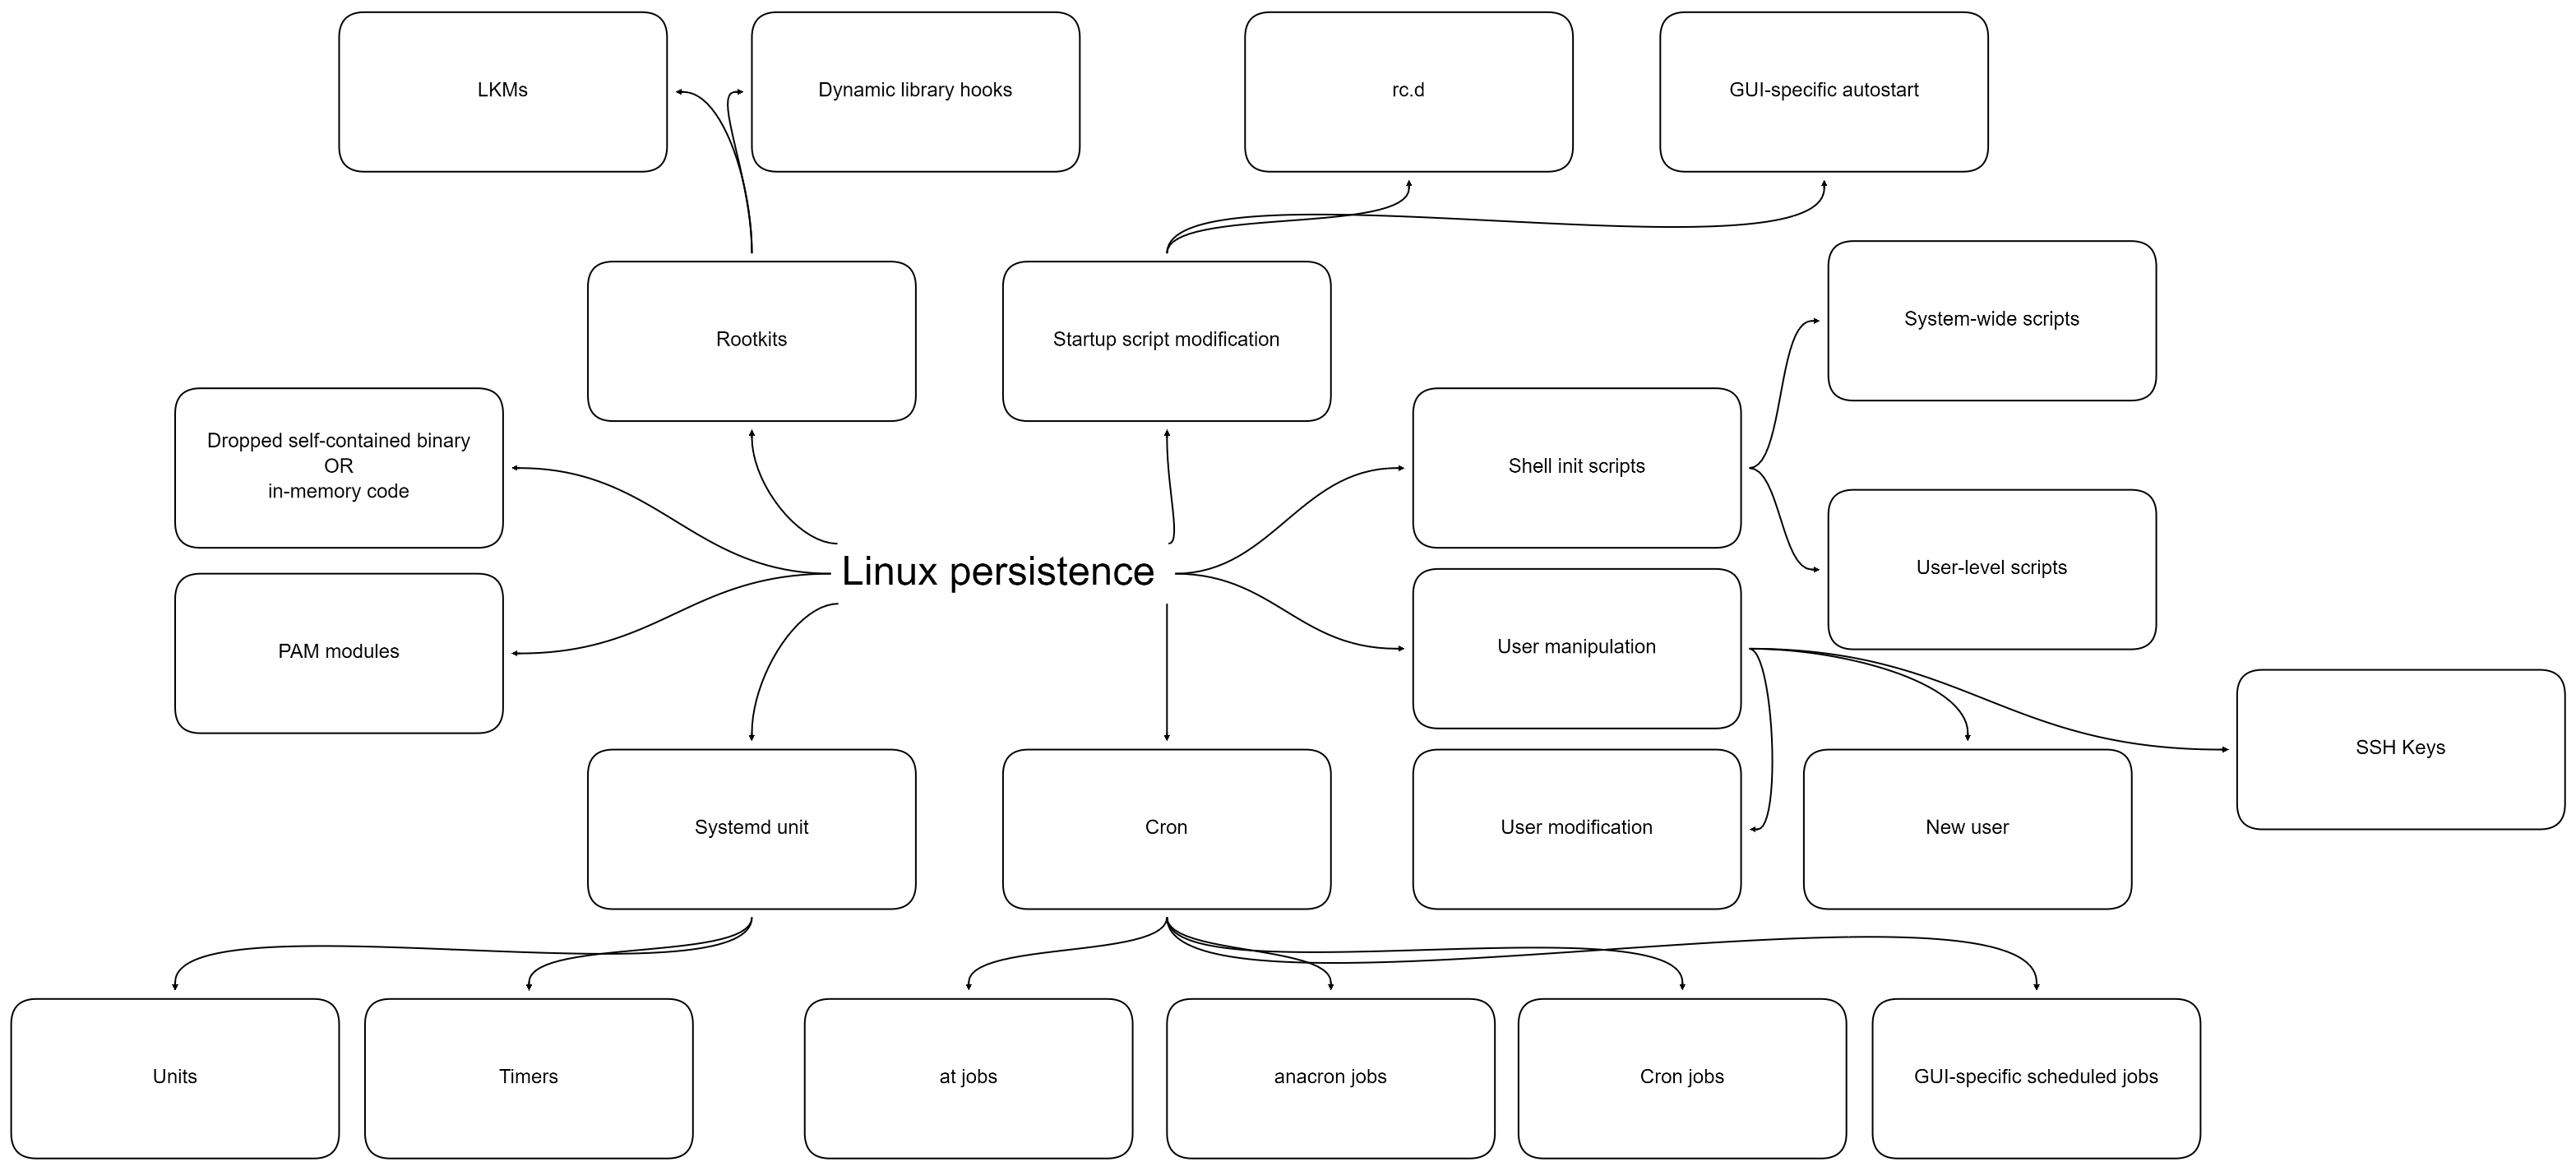 LKMs
Dynamic library hooks
rc.d
GUI-specific autostart
Rootkits
Startup script modification
System-wide scripts
Dropped self-contained binary
OR
in-memory code
Shell init scripts
User-level scripts
Linux persistence
PAM modules
User manipulation
SSH Keys
Systemd unit
Cron
User modification
New user
Units
Timers
at jobs
anacron jobs
Cron jobs
GUI-specific scheduled jobs